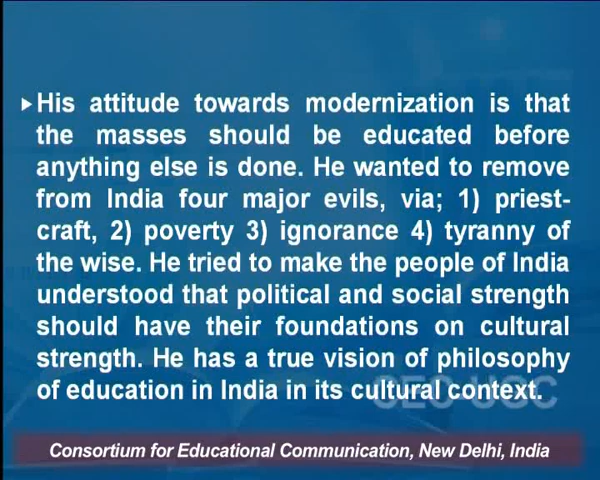 ▸His attitude towards modernization is that
the masses should be educated before
anything else is done. He wanted to remove
from India four major evils, via; 1) priest-
craft, 2) poverty 3) ignorance 4) tyranny of
the wise. He tried to make the people of India
understood that political and social strength
should have their foundations on cultural
strength. He has a true vision of philosophy
of education in India in its cultural context.
CEC UGC
Consortium for Educational Communication, New Delhi, India